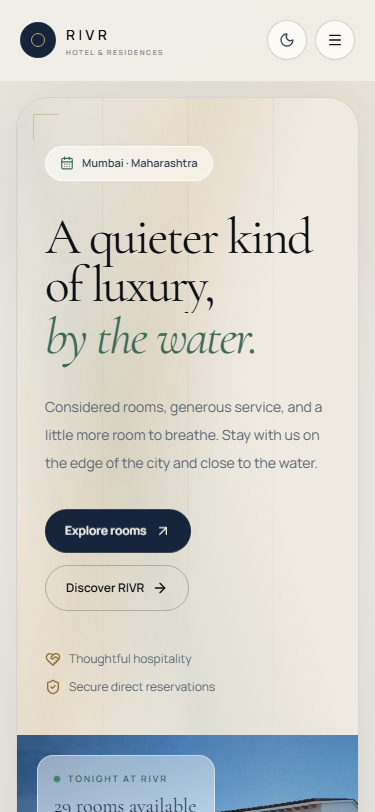 RIVR
HOTEL & RESIDENCES
Mumbai · Maharashtra
A quieter kind
of luxury,
by the water.
Considered rooms, generous service, and a
little more room to breathe. Stay with us on
the edge of the city and close to the water.
Explore rooms
Discover RIVR
Thoughtful hospitality
Secure direct reservations
TONIGHT AT RIVR
29 rooms available